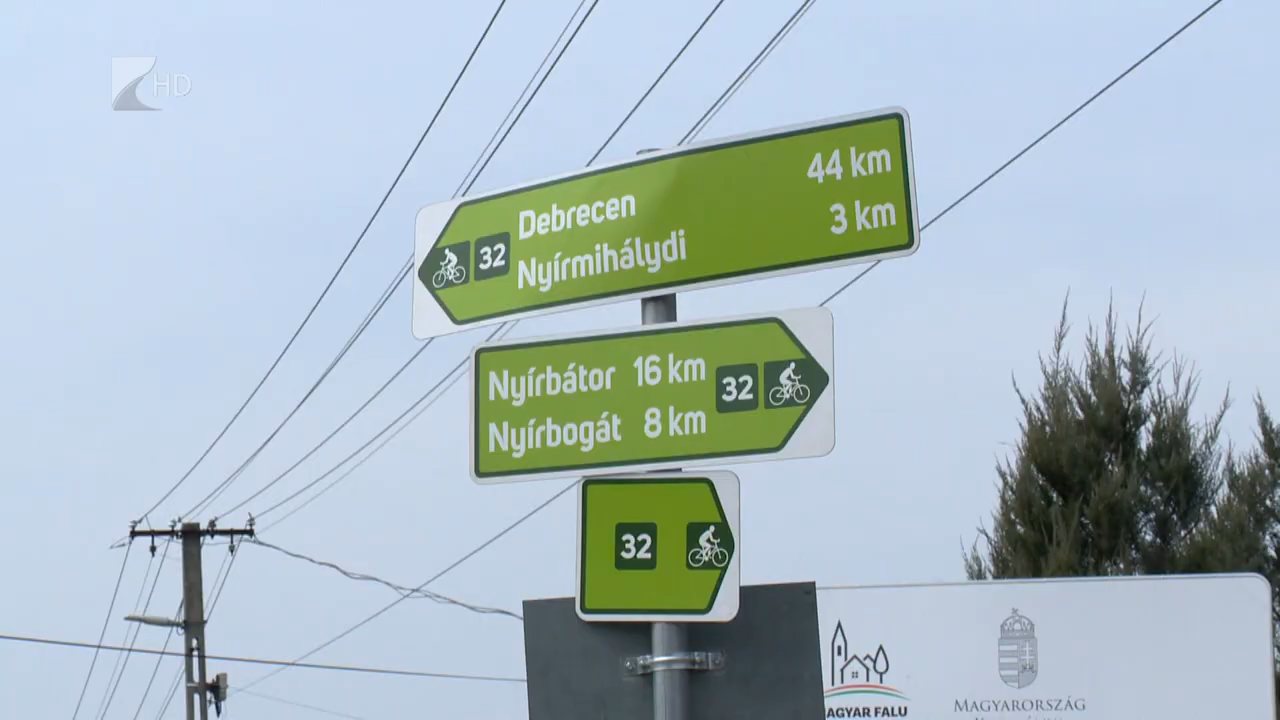 HD
Debrecen 44 km
32
Nyírmihálydi 3 km
Nyírbátor 16 km
32
Nyírbogát 8 km
32
MAGYARORSZÁG
MAGYAR FALU